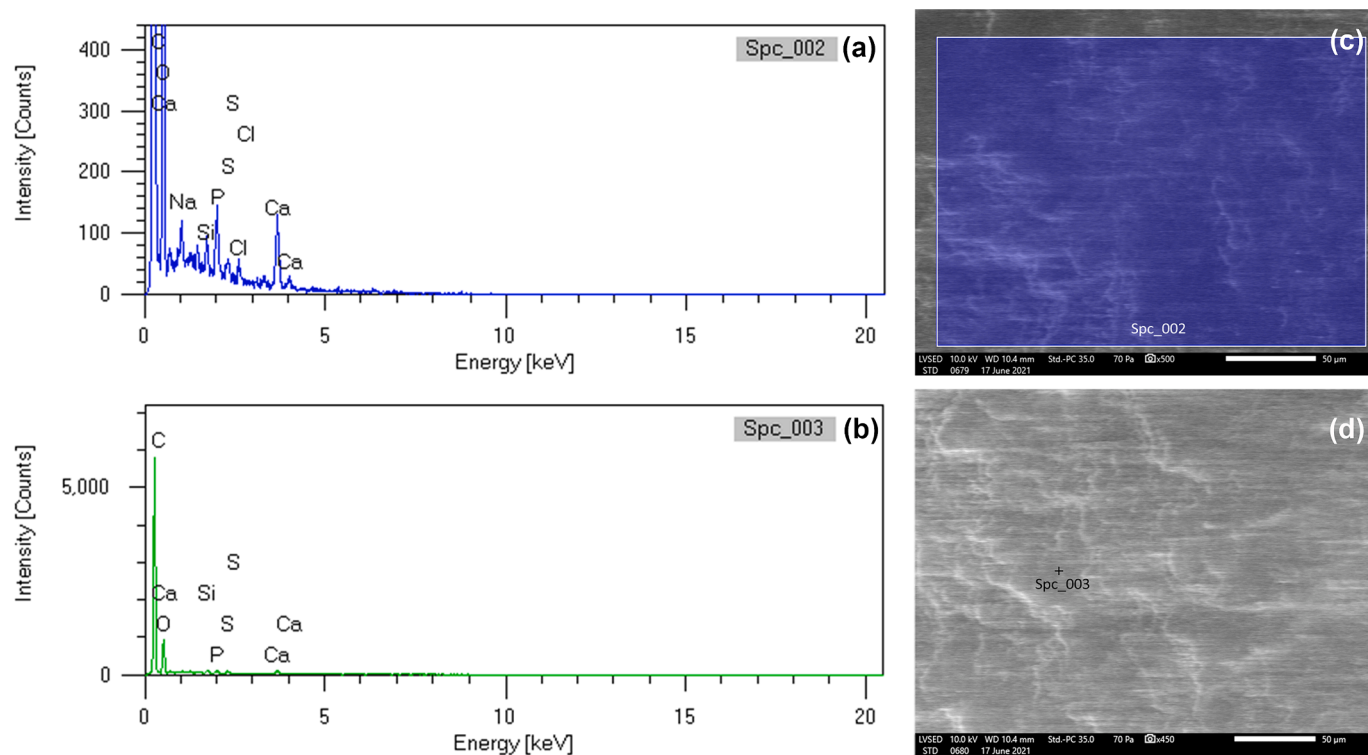 Spc_002 (a)
Intensity [Counts]
400
300
200
100
0
C
O
Ca
S
Cl
S
Na
P
Si
Cl
Ca
Ca
0 5 10 15 20
Energy [keV]
(c)
Spc_002
LVSED 10.0 kV WD 10.4 mm Std.-PC 35.0 70 Pa x500 50 µm
STD 0679 17 June 2021
Spc_003 (b)
Intensity [Counts]
5,000
0
C
S
Ca
Si
O
S
Ca
P
Ca
0 5 10 15 20
Energy [keV]
(d)
Spc_003
LVSED 10.0 kV WD 10.4 mm Std.-PC 35.0 70 Pa x450 50 µm
STD 0680 17 June 2021